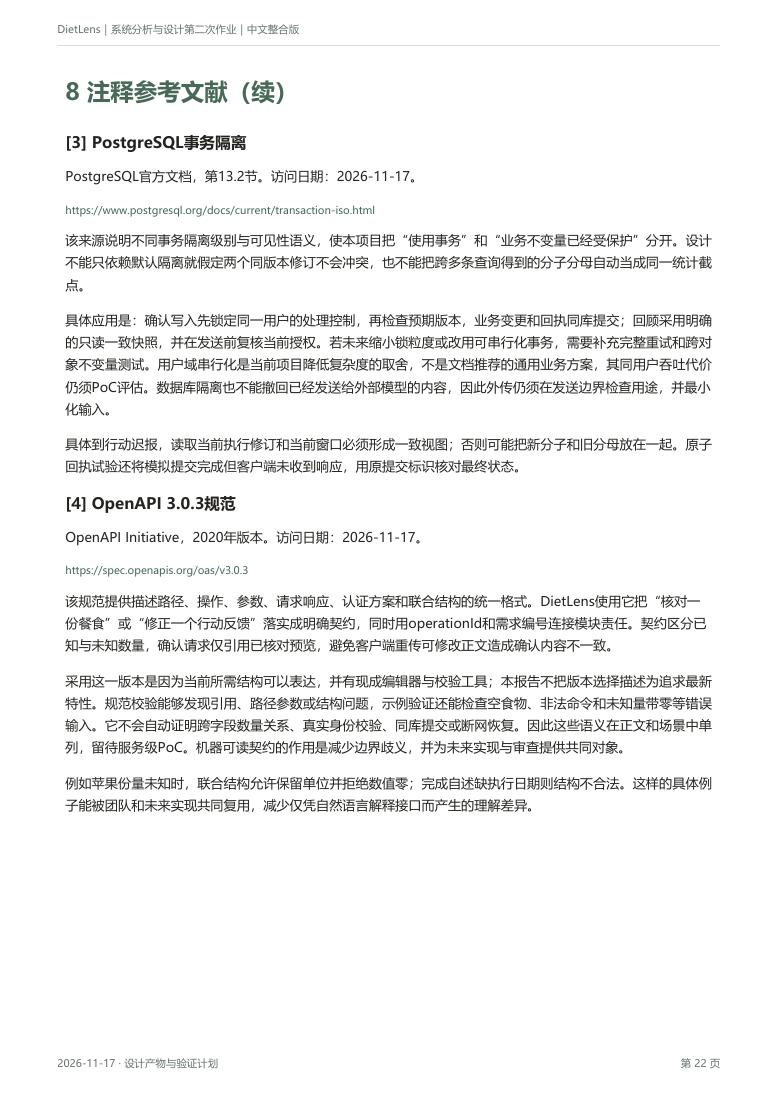 DietLens | 系统分析与设计第二次作业 | 中文整合版
8 注释参考文献（续）
[3] PostgreSQL事务隔离
PostgreSQL官方文档，第13.2节。访问日期：2026-11-17。
https://www.postgresql.org/docs/current/transaction-iso.html
该来源说明不同事务隔离级别与可见性语义，使本项目把“使用事务”和“业务不变量已经受保护”分开。设计
不能只依赖默认隔离就假定两个同版本修订不会冲突，也不能把跨多条查询得到的分子分母自动当成同一统计截
点。
具体应用是：确认写入先锁定同一用户的处理控制，再检查预期版本，业务变更和回执同库提交；回顾采用明确
的只读一致快照，并在发送前复核当前授权。若未来缩小锁粒度或改用可串行化事务，需要补充完整重试和跨对
象不变量测试。用户域串行化是当前项目降低复杂度的取舍，不是文档推荐的通用业务方案，其同用户吞吐代价
仍须PoC评估。数据库隔离也不能撤回已经发送给外部模型的内容，因此外传仍须在发送边界检查用途，并最小
化输入。
具体到行动迟报，读取当前执行修订和当前窗口必须形成一致视图；否则可能把新分子和旧分母放在一起。原子
回执试验还将模拟提交完成但客户端未收到响应，用原提交标识核对最终状态。
[4] OpenAPI 3.0.3规范
OpenAPI Initiative，2020年版本。访问日期：2026-11-17。
https://spec.openapis.org/oas/v3.0.3
该规范提供描述路径、操作、参数、请求响应、认证方案和联合结构的统一格式。DietLens使用它把“核对一
份餐食”或“修正一个行动反馈”落实成明确契约，同时用operationId和需求编号连接模块责任。契约区分已
知与未知数量，确认请求仅引用已核对预览，避免客户端重传可修改正文造成确认内容不一致。
采用这一版本是因为当前所需结构可以表达，并有现成编辑器与校验工具；本报告不把版本选择描述为追求最新
特性。规范校验能够发现引用、路径参数或结构问题，示例验证还能检查空食物、非法命令和未知量带零等错误
输入。它不会自动证明跨字段数量关系、真实身份校验、同库提交或断网恢复。因此这些语义在正文和场景中单
列，留待服务级PoC。机器可读契约的作用是减少边界歧义，并为未来实现与审查提供共同对象。
例如苹果份量未知时，联合结构允许保留单位并拒绝数值零；完成自述缺执行日期则结构不合法。这样的具体例
子能被团队和未来实现共同复用，减少仅凭自然语言解释接口而产生的理解差异。
2026-11-17 · 设计产物与验证计划
第 22 页